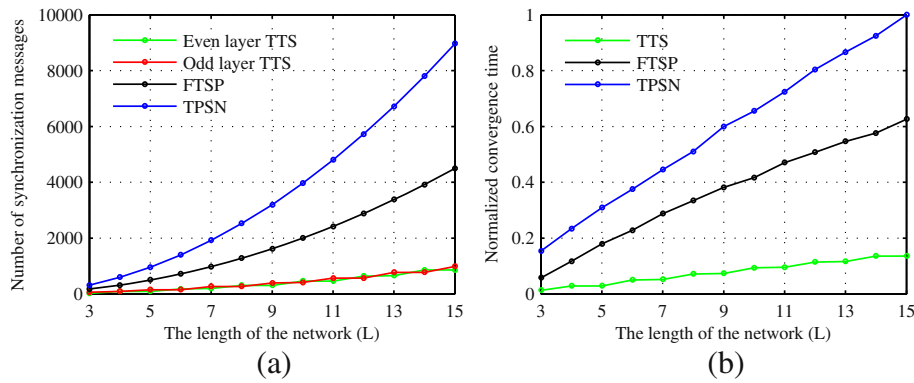 Number of synchronization messages
10000
8000
6000
4000
2000
0
Even layer TTS
Odd layer TTS
FTSP
TPSN
3 5 7 9 11 13 15
The length of the network (L)
(a)
Normalized convergence time
1
0.8
0.6
0.4
0.2
0
TTS
FTSP
TPSN
3 5 7 9 11 13 15
The length of the network (L)
(b)